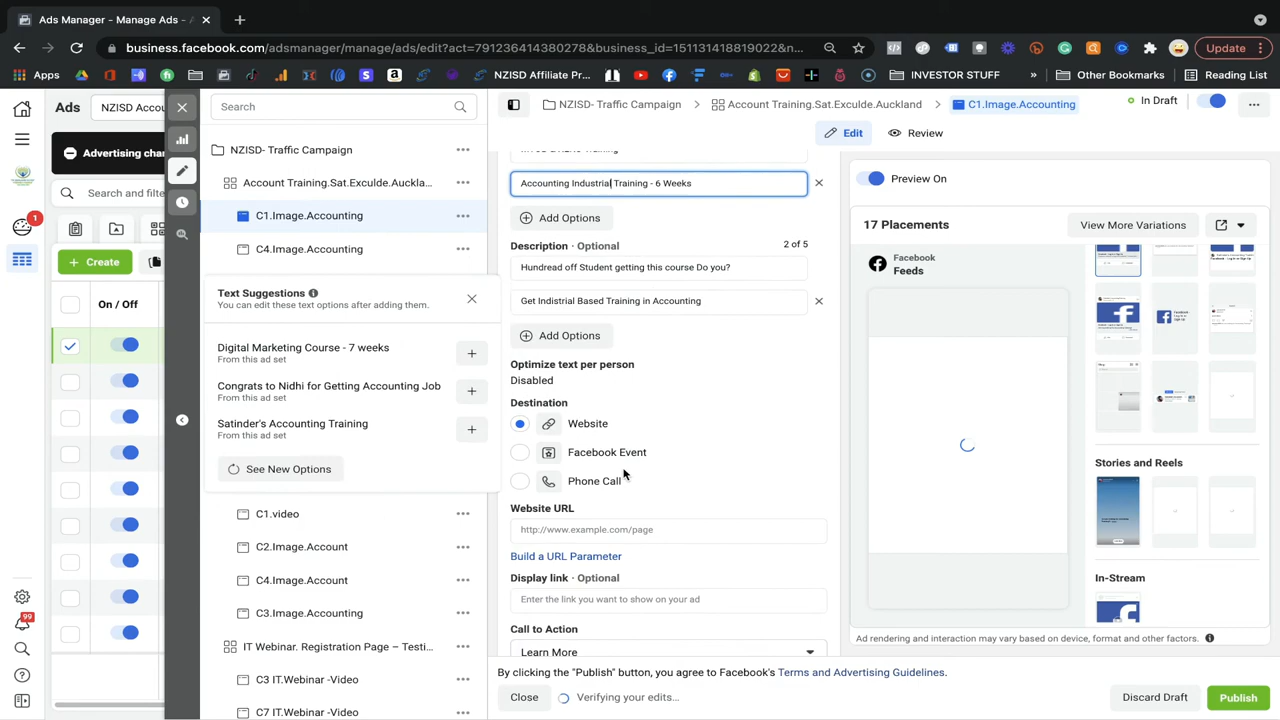 Ads Manager - Manage ads - A
business.facebook.com/adsmanager/manage/ads/edit?act=791236414380278&business_id=151131418819022&n...
Update
Apps
NZISD Affiliate Pr...
INVESTOR STUFF
Other Bookmarks
Reading List
Ads
NZISD Accou
Advertising chan
Search and filte
1
Create
On / Off
99
Search
NZISD- Traffic Campaign
Account Training.Sat.Exculde.Auckla...
C1.Image.Accounting
C4.Image.Accounting
Text Suggestions
You can edit these text options after adding them.
Digital Marketing Course - 7 weeks
From this ad set
Congrats to Nidhi for Getting Accounting Job
From this ad set
Satinder's Accounting Training
From this ad set
See New Options
C1.video
C2.Image.Account
C4.Image.Account
C3.Image.Accounting
IT Webinar. Registration Page – Testi...
C3 IT.Webinar -Video
C7 IT.Webinar -Video
NZISD- Traffic Campaign
Account Training.Sat.Exculde.Auckland
C1.Image.Accounting
In Draft
Edit
Review
Accounting Industrial Training - 6 Weeks
Add Options
Description · Optional
2 of 5
Hundread off Student getting this course Do you?
Get Indistrial Based Training in Accounting
Add Options
Optimize text per person
Disabled
Destination
Website
Facebook Event
Phone Call
Website URL
http://www.example.com/page
Build a URL Parameter
Display link · Optional
Enter the link you want to show on your ad
Call to Action
Learn More
By clicking the "Publish" button, you agree to Facebook's Terms and Advertising Guidelines.
Close
Verifying your edits...
Discard Draft
Publish
Preview On
17 Placements
View More Variations
Facebook
Feeds
Stories and Reels
In-Stream
Ad rendering and interaction may vary based on device, format and other factors.